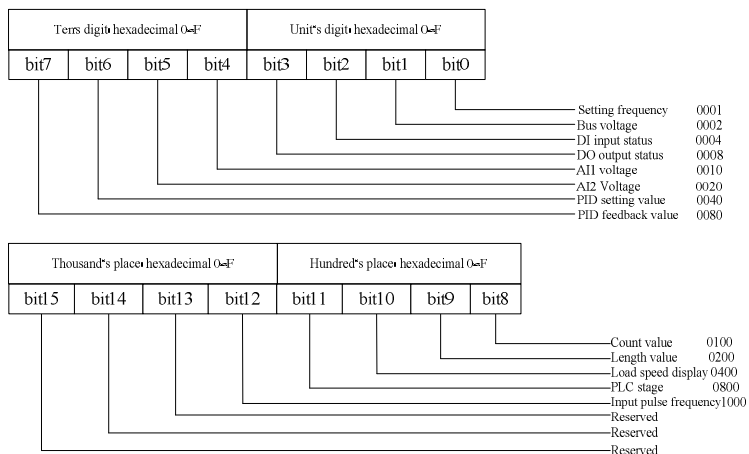 Tens digit, hexadecimal 0~F Unit's digit, hexadecimal 0~F
bit7 bit6 bit5 bit4 bit3 bit2 bit1 bit0
Setting frequency 0001
Bus voltage 0002
DI input status 0004
DO output status 0008
AI1 voltage 0010
AI2 Voltage 0020
PID setting value 0040
PID feedback value 0080
Thousand's place, hexadecimal 0~F Hundred's place, hexadecimal 0~F
bit15 bit14 bit13 bit12 bit11 bit10 bit9 bit8
Count value 0100
Length value 0200
Load speed display 0400
PLC stage 0800
Input pulse frequency1000
Reserved
Reserved
Reserved